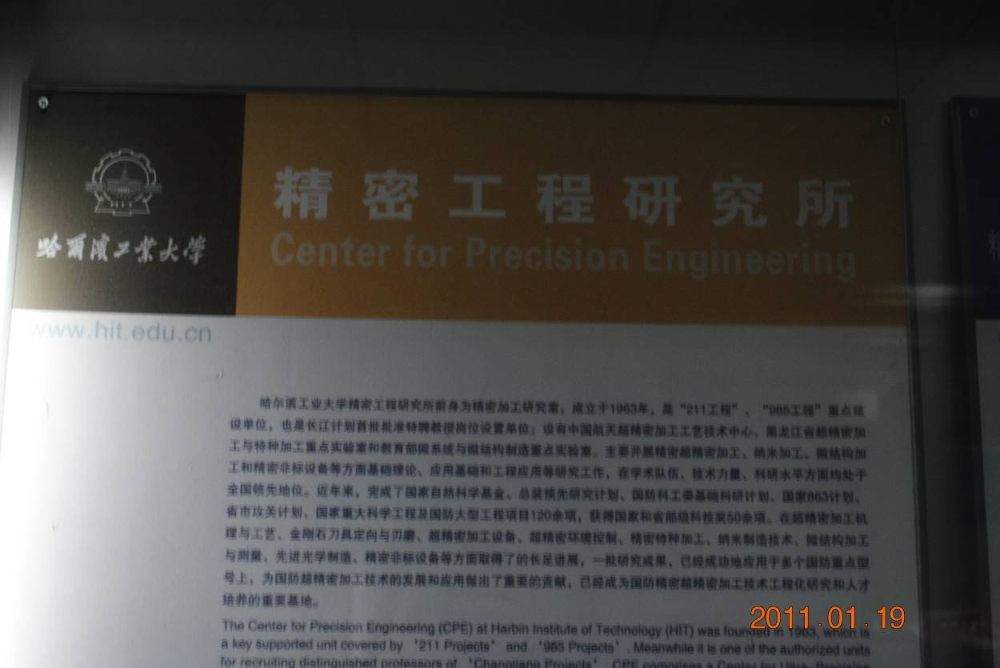 精密工程研究所
Center for Precision Engineering
哈爾濱工業大學
www.hit.edu.cn
哈尔滨工业大学精密工程研究所前身为精密加工研究室，成立于1963年，是“211工程”、“985工程”重点建
设单位，也是长江计划首批批准特聘教授岗位设置单位；设有中国航天超精密加工工艺技术中心、黑龙江省超精密加
工与特种加工重点实验室和教育部微系统与微结构制造重点实验室。主要开展精密超精密加工、纳米加工、微结构加
工和精密非标设备等方面基础理论、应用基础和工程应用等研究工作，在学术队伍、技术力量、科研水平方面均处于
全国领先地位。近年来，完成了国家自然科学基金、总装预先研究计划、国防科工委基础科研计划、国家863计划、
省市攻关计划、国家重大科学工程及国防大型工程项目120余项，获得国家和省部级科技奖50余项。在超精密加工机
理与工艺、金刚石刀具定向与刃磨、超精密加工设备、超精密环境控制、精密特种加工、纳米制造技术、微结构加工
与测量、先进光学制造、精密非标设备等方面取得了的长足进展，一批研究成果，已经成功地应用于多个国防重点型
号上，为国防超精密加工技术的发展和应用做出了重要的贡献，已经成为国防精密超精密加工技术工程化研究和人才
培养的重要基地。
The Center for Precision Engineering (CPE) at Harbin Institute of Technology (HIT) was founded in 1963, which is
a key supported unit covered by ‘211 Projects’ and ‘985 Projects’. Meanwhile it is one of the authorized units
for recruiting distinguished professors of ‘Changjiang Projects’. CPE comprises a Center for Ultra-Precision
2011.01.19